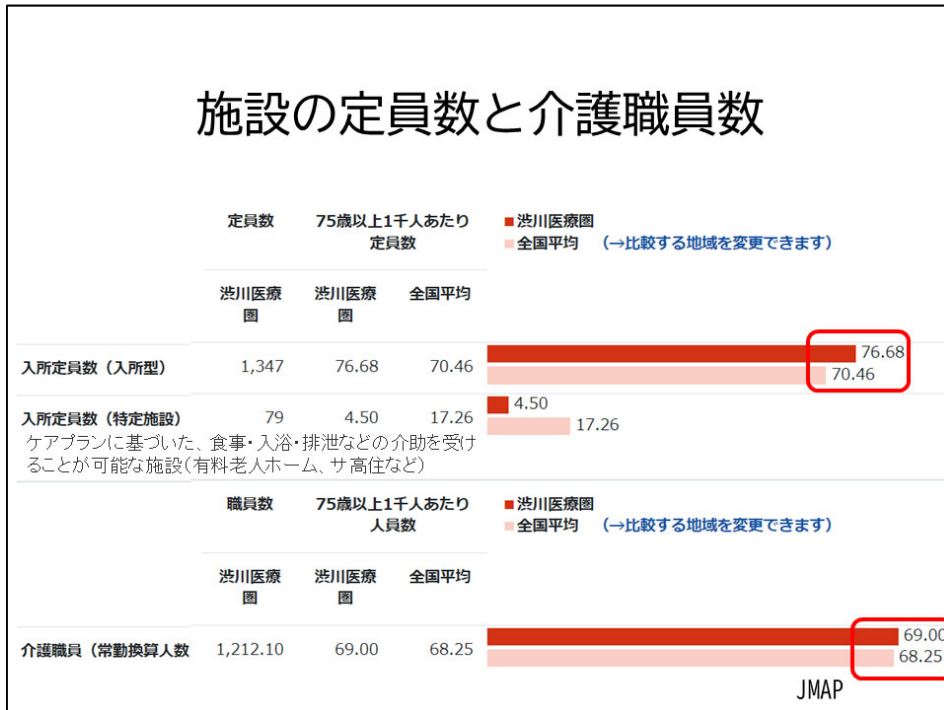 施設の定員数と介護職員数
定員数 75歳以上1千人あたり ■渋川医療圏
定員数 ■全国平均 (→比較する地域を変更できます)
渋川医療 渋川医療 全国平均
圏 圏
入所定員数（入所型） 1,347 76.68 70.46 76.68
70.46
入所定員数（特定施設） 79 4.50 17.26 4.50
17.26
ケアプランに基づいた、食事・入浴・排泄などの介助を受け
ることが可能な施設(有料老人ホーム、サ高住など)
職員数 75歳以上1千人あたり ■渋川医療圏
人員数 ■全国平均 (→比較する地域を変更できます)
渋川医療 渋川医療 全国平均
圏 圏
介護職員（常勤換算人数 1,212.10 69.00 68.25 69.00
68.25
JMAP